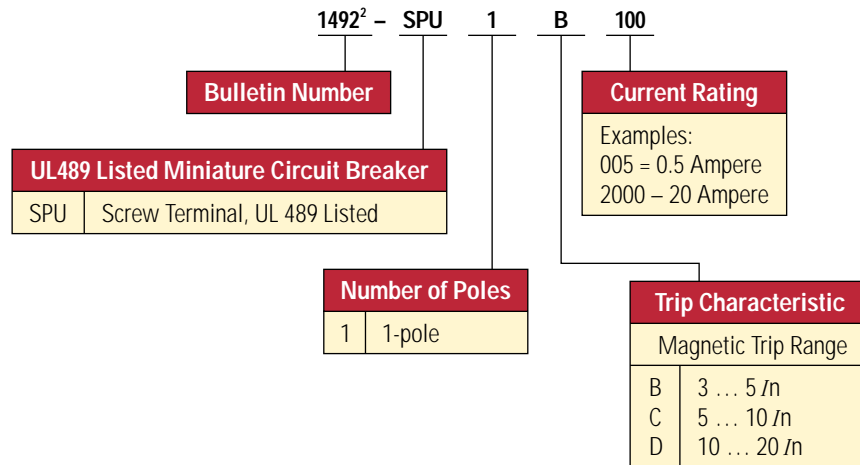 1492² – SPU 1 B 100
Bulletin Number
Current Rating
Examples:
005 = 0.5 Ampere
2000 – 20 Ampere
UL489 Listed Miniature Circuit Breaker
SPU Screw Terminal, UL 489 Listed
Number of Poles
1 1-pole
Trip Characteristic
Magnetic Trip Range
B 3 … 5 In
C 5 … 10 In
D 10 … 20 In